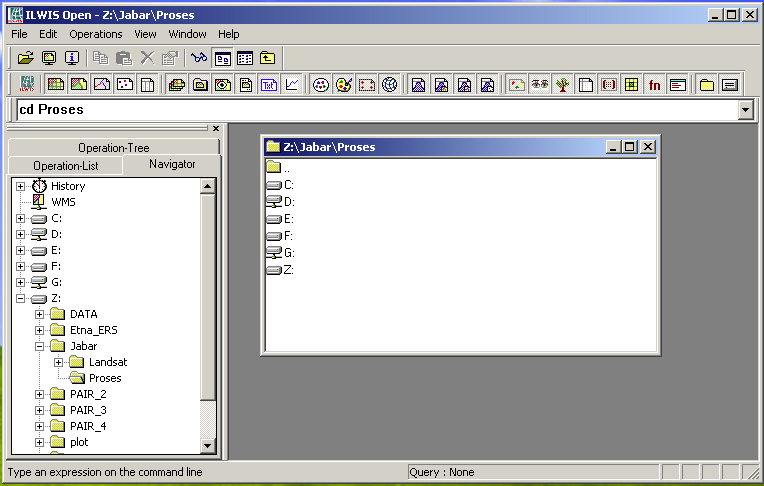 ILWIS Open - Z:\Jabar\Proses
File Edit Operations View Window Help
ILWIS Txt fn
cd Proses
Operation-Tree
Operation-List Navigator
History
WMS
C:
D:
E:
F:
G:
Z:
DATA
Etna_ERS
Jabar
Landsat
Proses
PAIR_2
PAIR_3
PAIR_4
plot
Z:\Jabar\Proses
..
C:
D:
E:
F:
G:
Z:
Type an expression on the command line
Query : None